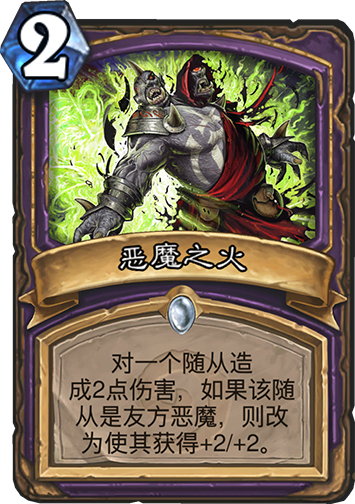 2
恶魔之火
对一个随从造
成2点伤害，如果该随
从是友方恶魔，则改
为使其获得+2/+2。